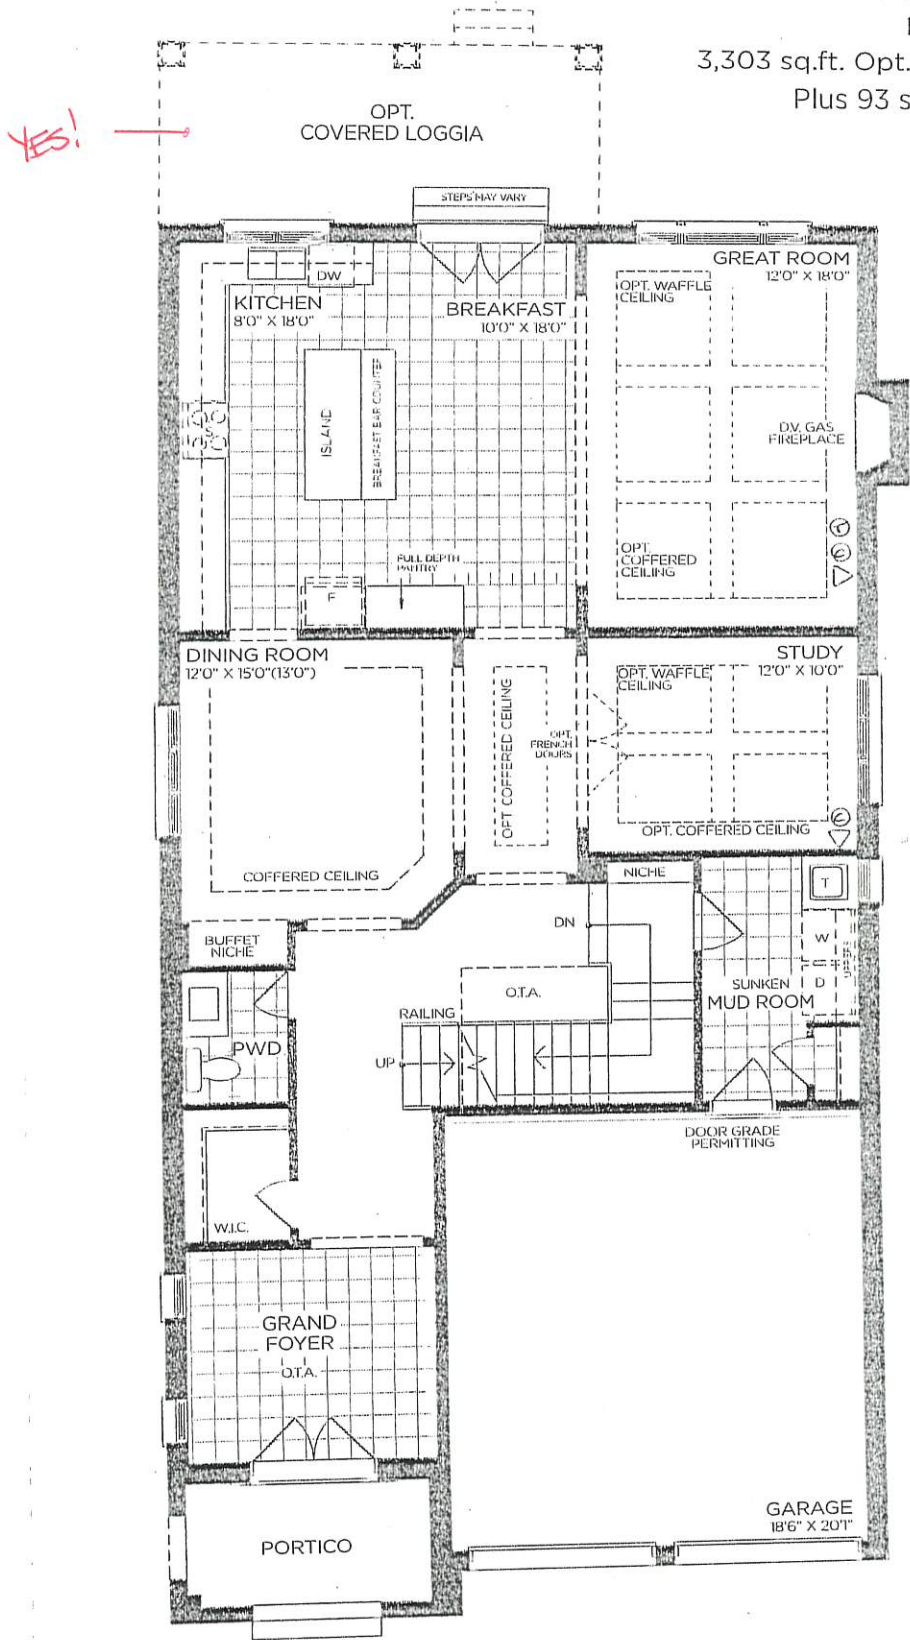 3,303 sq.ft. Opt.
Plus 93 s
YES!
OPT.
COVERED LOGGIA
STEPS MAY VARY
DW
KITCHEN
8'0" X 18'0"
BREAKFAST
10'0" X 18'0"
GREAT ROOM
12'0" X 18'0"
OPT. WAFFLE
CEILING
ISLAND
BREAKFAST BAR COUNTER
D.V. GAS
FIREPLACE
OPT.
COFFERED
CEILING
FULL DEPTH
PANTRY
F
DINING ROOM
12'0" X 15'0"(13'0")
OPT COFFERED CEILING
OPT.
FRENCH
DOORS
STUDY
12'0" X 10'0"
OPT. WAFFLE
CEILING
OPT. COFFERED CEILING
COFFERED CEILING
BUFFET
NICHE
NICHE
DN
T
W
D
UPPERS
SUNKEN
MUD ROOM
O.T.A.
RAILING
UP
PWD
DOOR GRADE
PERMITTING
W.I.C.
GRAND
FOYER
O.T.A.
GARAGE
18'6" X 20'1"
PORTICO